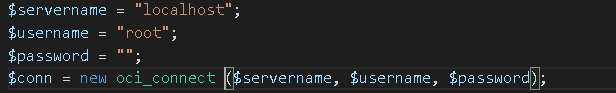 $servername = "localhost";
$username = "root";
$password = "";
$conn = new oci_connect ($servername, $username, $password);